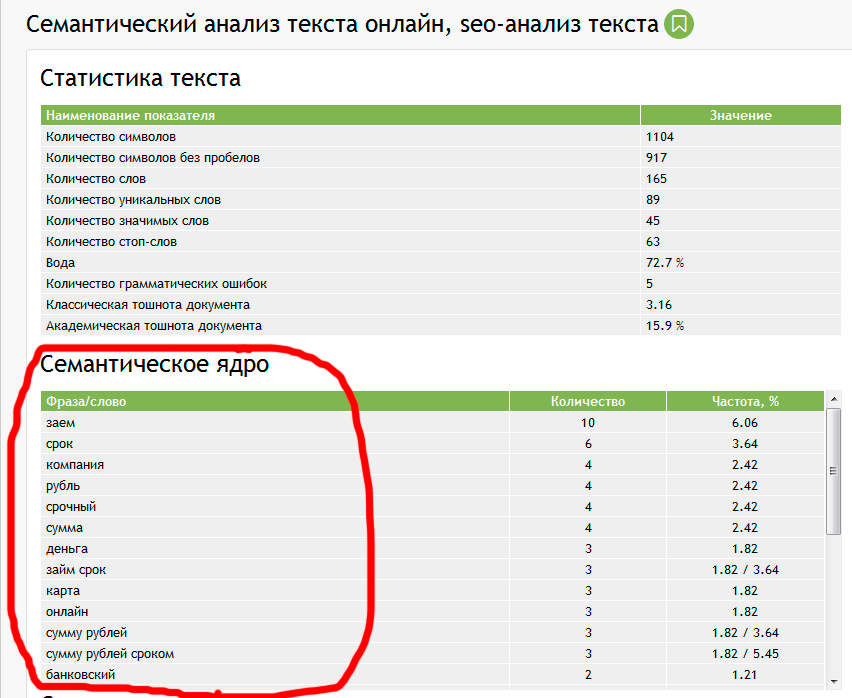 Семантический анализ текста онлайн, seo-анализ текста
Статистика текста
Наименование показателя Значение
Количество символов 1104
Количество символов без пробелов 917
Количество слов 165
Количество уникальных слов 89
Количество значимых слов 45
Количество стоп-слов 63
Вода 72.7 %
Количество грамматических ошибок 5
Классическая тошнота документа 3.16
Академическая тошнота документа 15.9 %
Семантическое ядро
Фраза/слово Количество Частота, %
заем 10 6.06
срок 6 3.64
компания 4 2.42
рубль 4 2.42
срочный 4 2.42
сумма 4 2.42
деньга 3 1.82
займ срок 3 1.82 / 3.64
карта 3 1.82
онлайн 3 1.82
сумму рублей 3 1.82 / 3.64
сумму рублей сроком 3 1.82 / 5.45
банковский 2 1.21